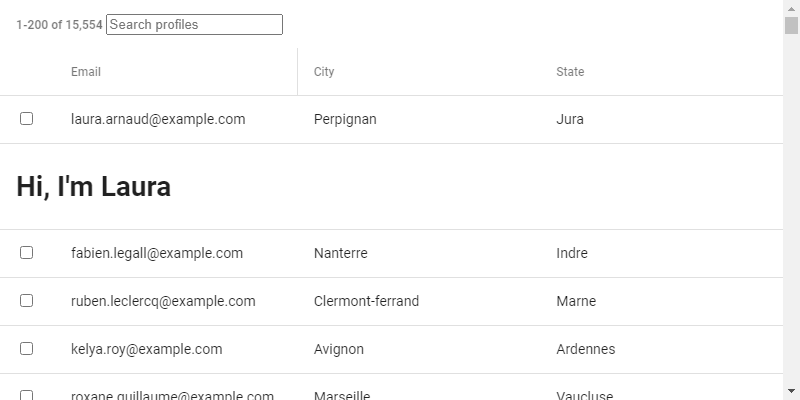 1-200 of 15,554 Search profiles
Email City State
laura.arnaud@example.com Perpignan Jura
Hi, I'm Laura
fabien.legall@example.com Nanterre Indre
ruben.leclercq@example.com Clermont-ferrand Marne
kelya.roy@example.com Avignon Ardennes
roxane.guillaume@example.com Marseille Vaucluse